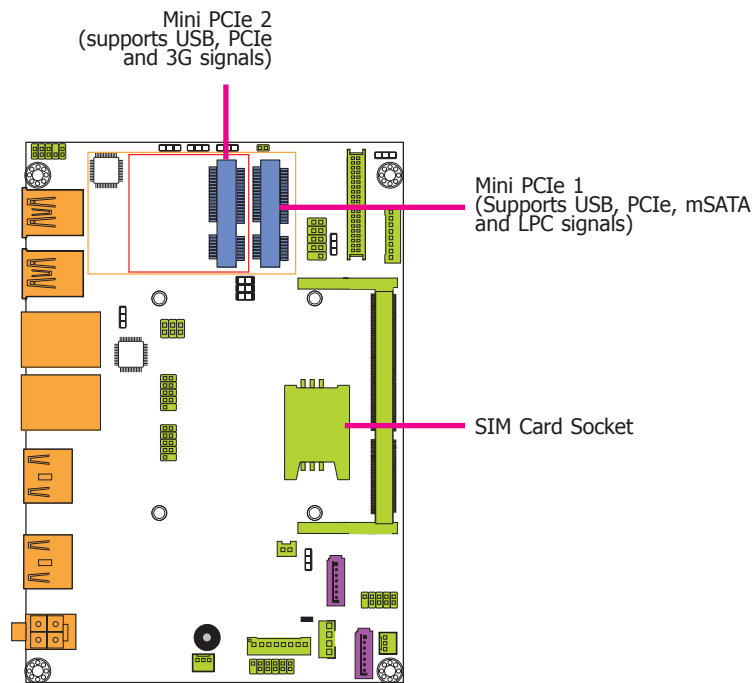 Mini PCIe 2
(supports USB, PCIe
and 3G signals)
Mini PCIe 1
(Supports USB, PCIe, mSATA
and LPC signals)
SIM Card Socket